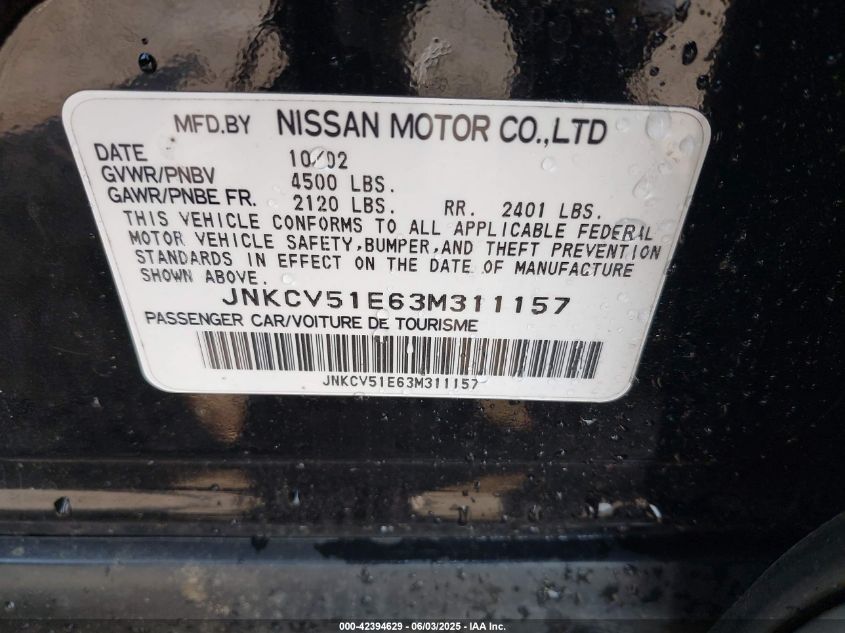 MFD.BY NISSAN MOTOR CO.,LTD
DATE 10/02
GVWR/PNBV 4500 LBS.
GAWR/PNBE FR. 2120 LBS. RR. 2401 LBS.
THIS VEHICLE CONFORMS TO ALL APPLICABLE FEDERAL
MOTOR VEHICLE SAFETY,BUMPER,AND THEFT PREVENTION
STANDARDS IN EFFECT ON THE DATE OF MANUFACTURE
SHOWN ABOVE.
JNKCV51E63M311157
PASSENGER CAR/VOITURE DE TOURISME
JNKCV51E63M311157
000-42394629 - 06/03/2025 - IAA Inc.